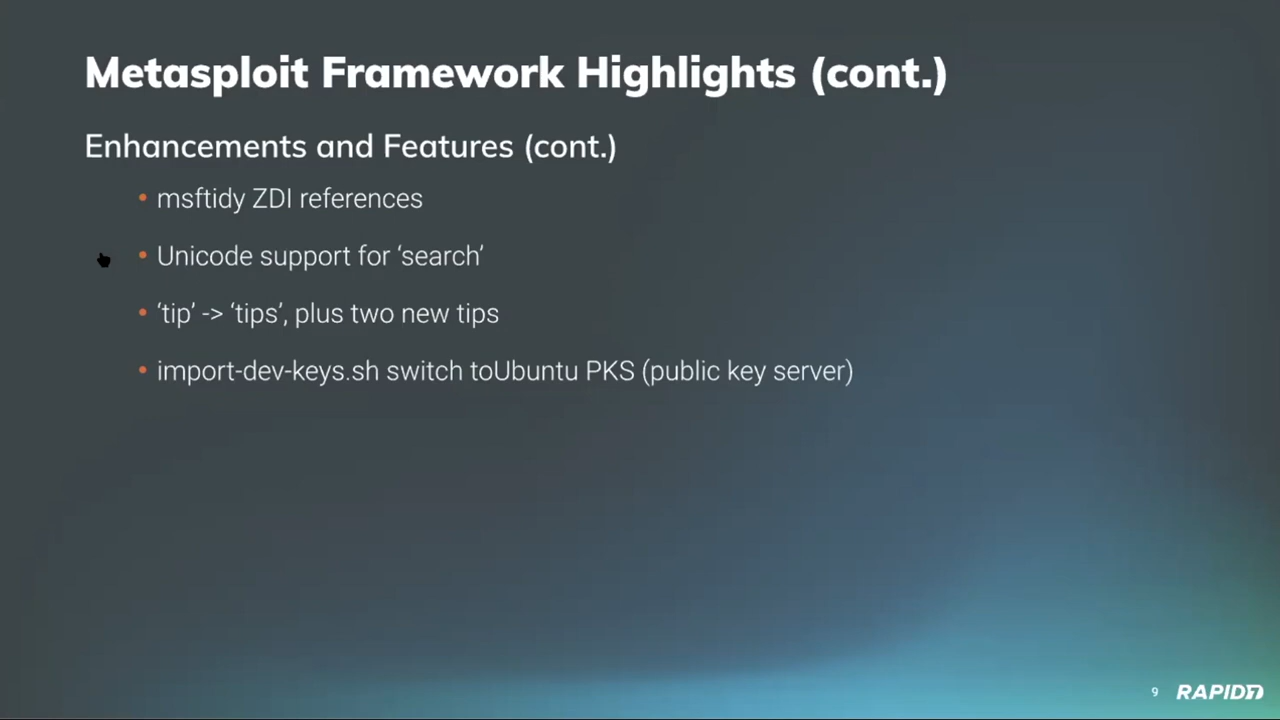 Metasploit Framework Highlights (cont.)
Enhancements and Features (cont.)
• msftidy ZDI references
• Unicode support for ‘search’
• ‘tip’ -> ‘tips’, plus two new tips
• import-dev-keys.sh switch toUbuntu PKS (public key server)
9 RAPID7